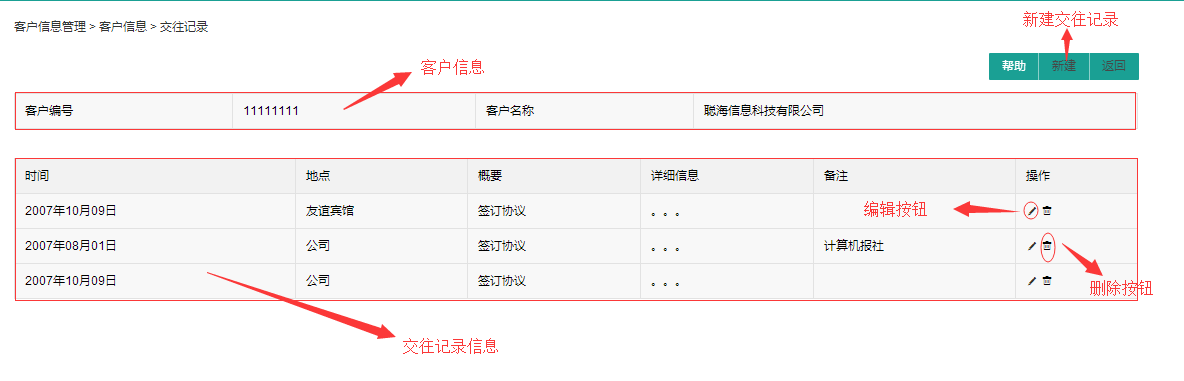 新建交往记录
客户信息管理 > 客户信息 > 交往记录
客户信息
帮助 新建 返回
客户编号 11111111 客户名称 聪海信息科技有限公司
时间 地点 概要 详细信息 备注 操作
2007年10月09日 友谊宾馆 签订协议 。。。 编辑按钮
2007年08月01日 公司 签订协议 。。。 计算机报社
2007年10月09日 公司 签订协议 。。。
删除按钮
交往记录信息